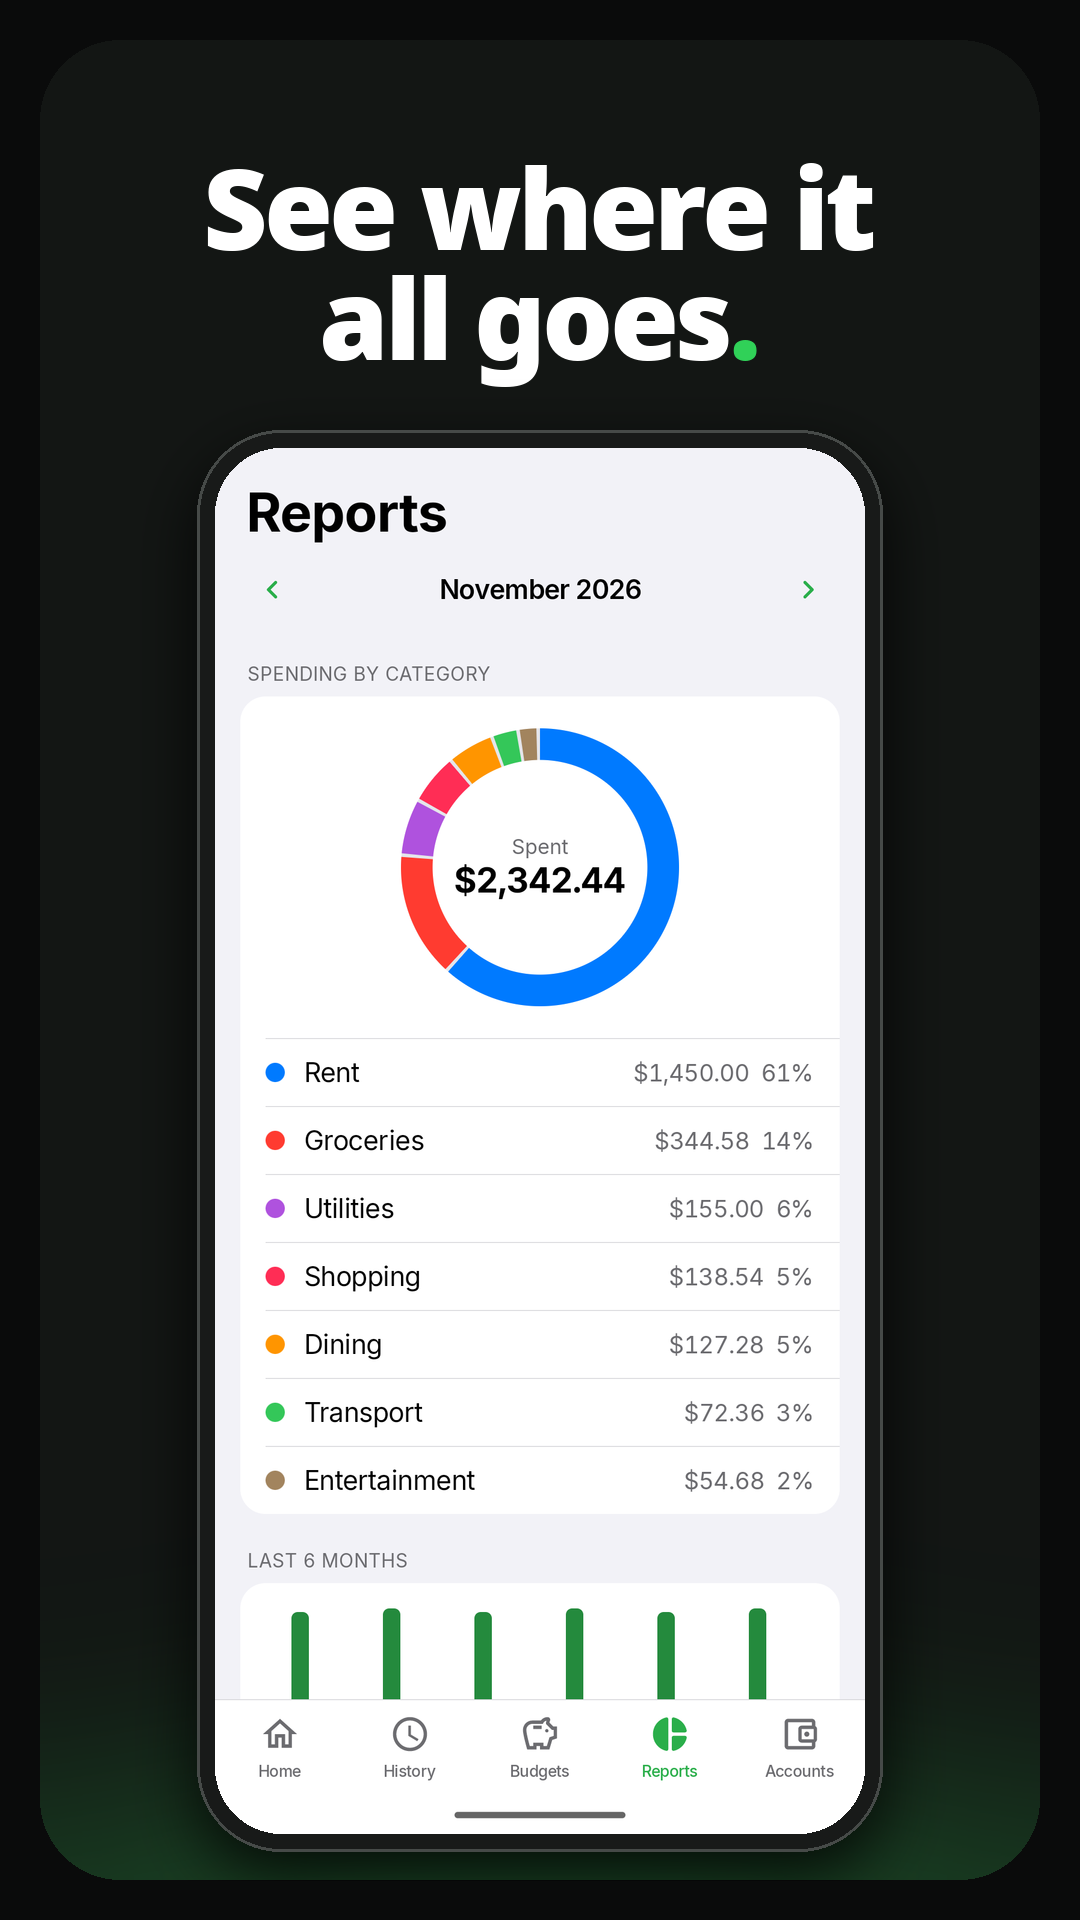 See where it
all goes.
Reports
November 2026
SPENDING BY CATEGORY
Spent
$2,342.44
Rent $1,450.00 61%
Groceries $344.58 14%
Utilities $155.00 6%
Shopping $138.54 5%
Dining $127.28 5%
Transport $72.36 3%
Entertainment $54.68 2%
LAST 6 MONTHS
Home History Budgets Reports Accounts